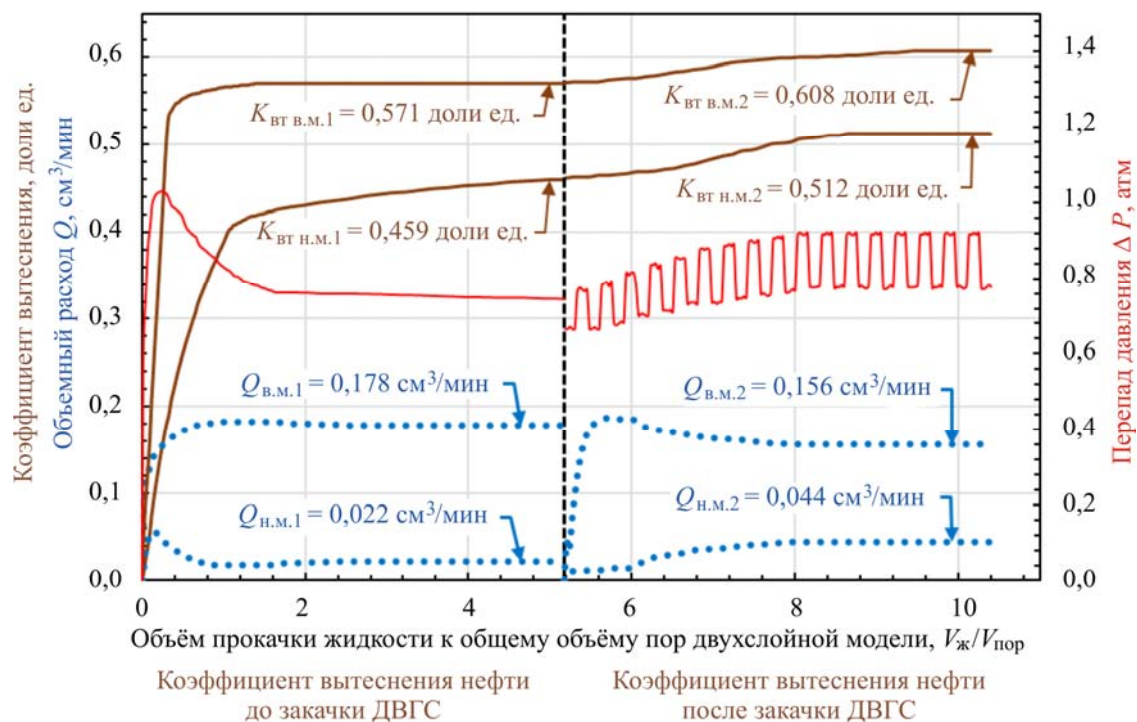 Коэффициент вытеснения, доли ед.
Объемный расход Q, см³/мин
0,6
0,5
0,4
0,3
0,2
0,1
0,0
Kвт в.м.1 = 0,571 доли ед.
Kвт н.м.1 = 0,459 доли ед.
Qв.м.1 = 0,178 см³/мин
Qн.м.1 = 0,022 см³/мин
Kвт в.м.2 = 0,608 доли ед.
Kвт н.м.2 = 0,512 доли ед.
Qв.м.2 = 0,156 см³/мин
Qн.м.2 = 0,044 см³/мин
1,4
1,2
1,0
0,8
0,6
0,4
0,2
0,0
Перепад давления Δ P, атм
0 2 4 6 8 10
Объём прокачки жидкости к общему объёму пор двухслойной модели, Vж/Vпор
Коэффициент вытеснения нефти
до закачки ДВГС
Коэффициент вытеснения нефти
после закачки ДВГС